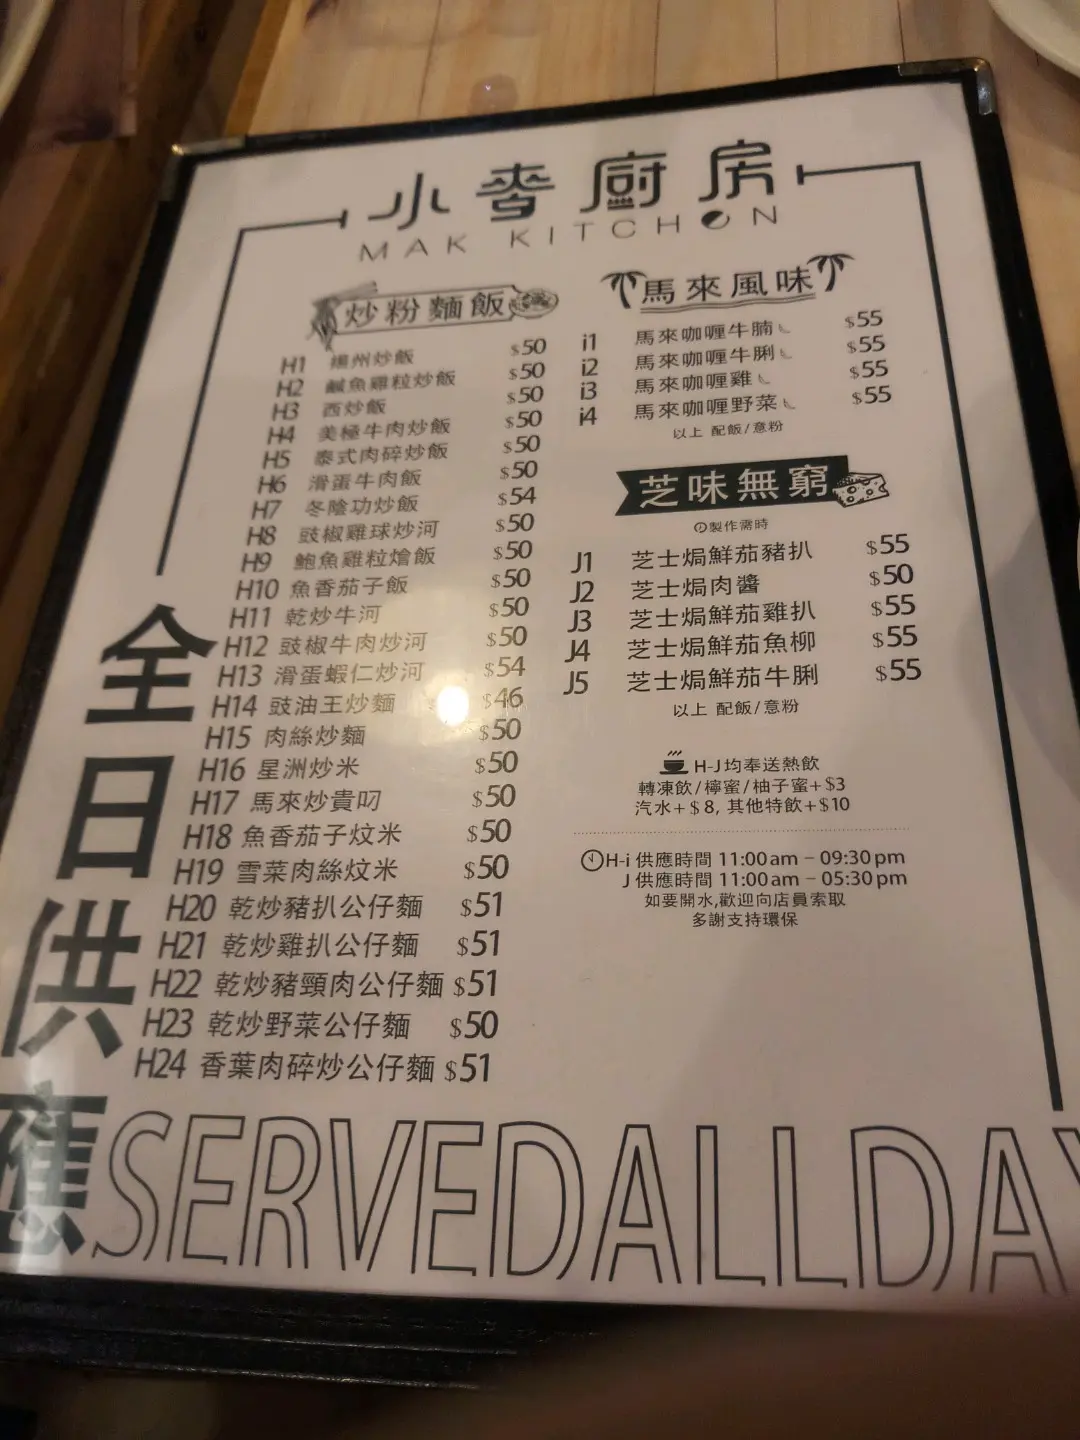 小麥廚房
MAK KITCHEN
炒粉麵飯
H1 楊州炒飯 $50
H2 鹹魚雞粒炒飯 $50
H3 西炒飯 $50
H4 美極牛肉炒飯 $50
H5 泰式肉碎炒飯 $50
H6 滑蛋牛肉飯 $50
H7 冬陰功炒飯 $54
H8 豉椒雞球炒河 $50
H9 鮑魚雞粒燴飯 $50
H10 魚香茄子飯 $50
H11 乾炒牛河 $50
H12 豉椒牛肉炒河 $50
H13 滑蛋蝦仁炒河 $54
H14 豉油王炒麵 $46
H15 肉絲炒麵 $50
H16 星洲炒米 $50
H17 馬來炒貴叼 $50
H18 魚香茄子炆米 $50
H19 雪菜肉絲炆米 $50
H20 乾炒豬扒公仔麵 $51
H21 乾炒雞扒公仔麵 $51
H22 乾炒豬頸肉公仔麵 $51
H23 乾炒野菜公仔麵 $50
H24 香葉肉碎炒公仔麵 $51
馬來風味
i1 馬來咖喱牛腩 $55
i2 馬來咖喱牛脷 $55
i3 馬來咖喱雞 $55
i4 馬來咖喱野菜 $55
以上 配飯/意粉
芝味無窮
製作需時
J1 芝士焗鮮茄豬扒 $55
J2 芝士焗肉醬 $50
J3 芝士焗鮮茄雞扒 $55
J4 芝士焗鮮茄魚柳 $55
J5 芝士焗鮮茄牛脷 $55
以上 配飯/意粉
H-J均奉送熱飲
轉凍飲/檸蜜/柚子蜜+$3
汽水+$8, 其他特飲+$10
H-i 供應時間 11:00am - 09:30pm
J 供應時間 11:00am - 05:30pm
如要開水,歡迎向店員索取
多謝支持環保
全日供應
SERVEDALLDAY